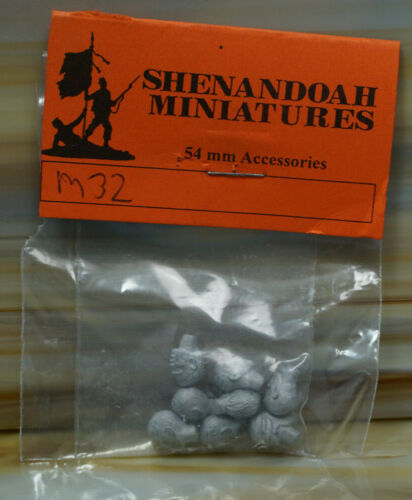 SHENANDOAH
MINIATURES
54 mm Accessories
M32